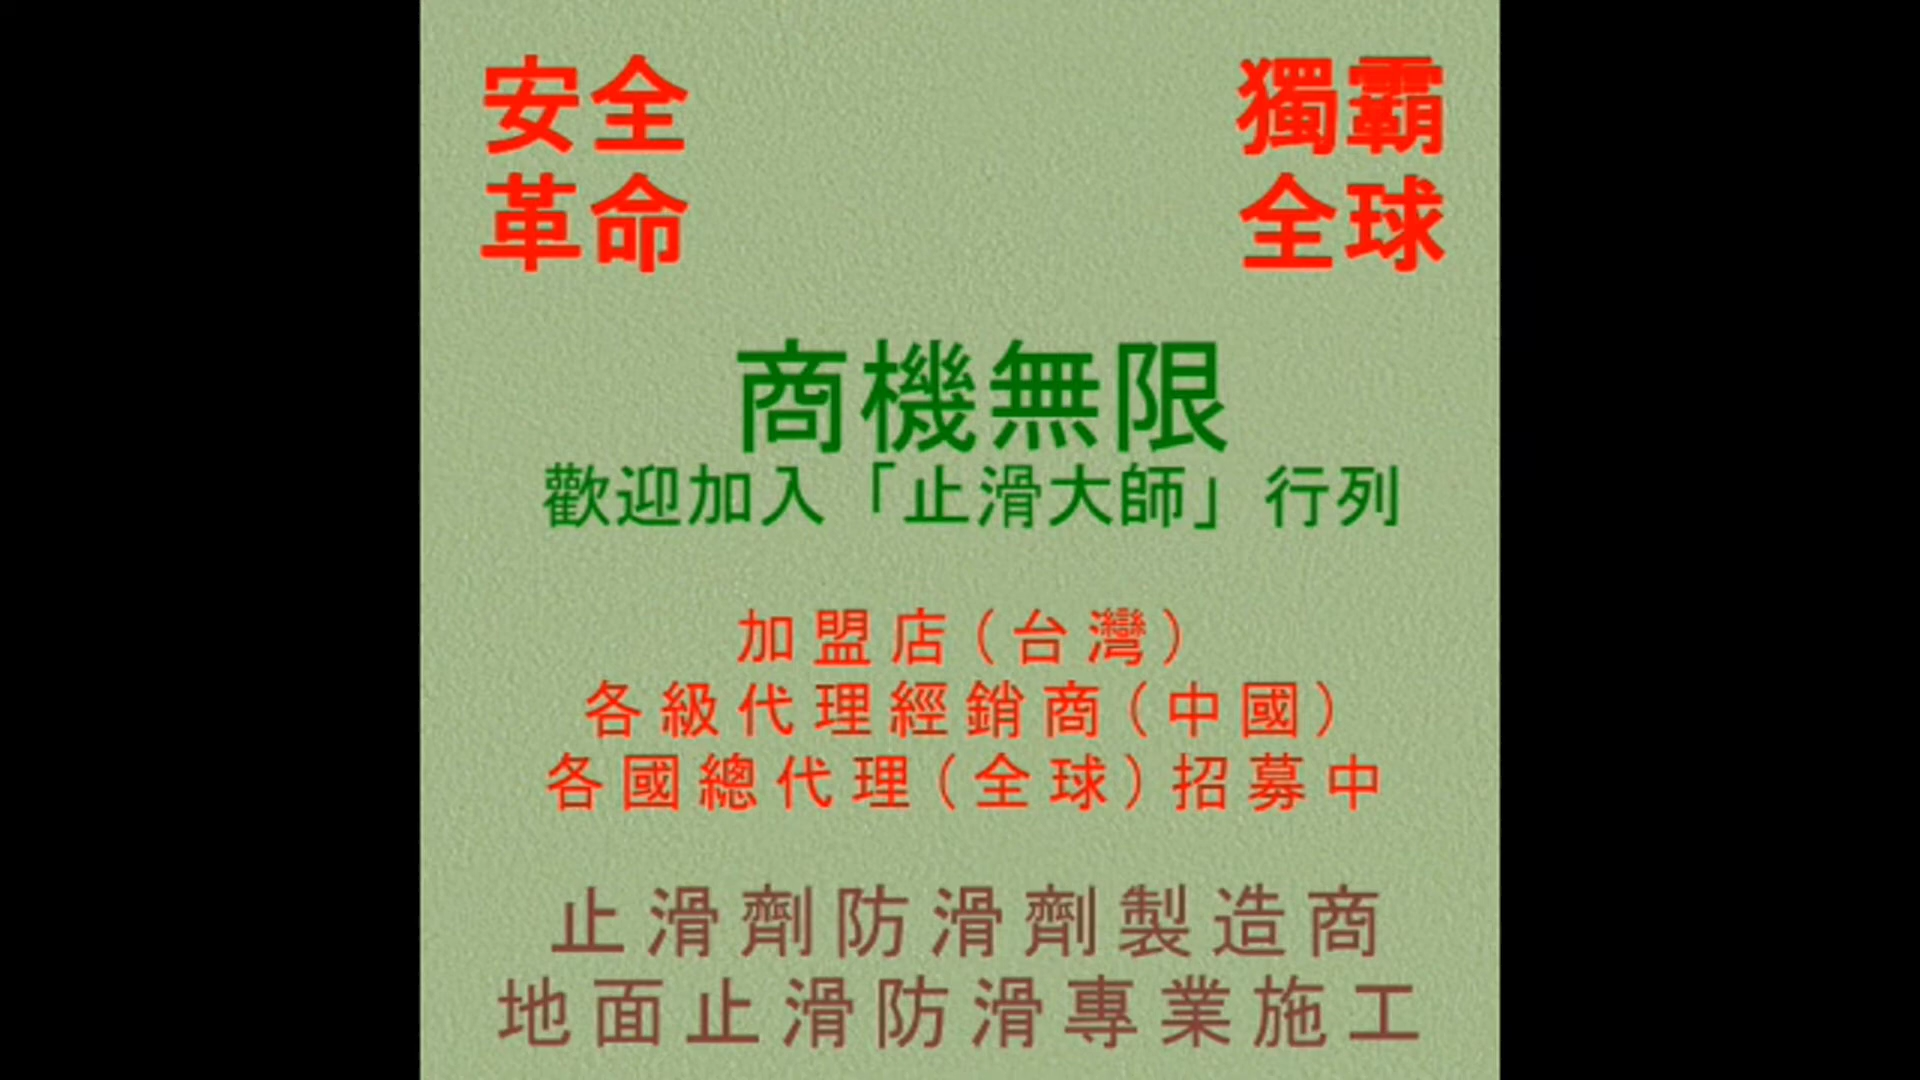 安全
革命
獨霸
全球
商機無限
歡迎加入「止滑大師」行列
加盟店(台灣)
各級代理經銷商(中國)
各國總代理(全球)招募中
止滑劑防滑劑製造商
地面止滑防滑專業施工